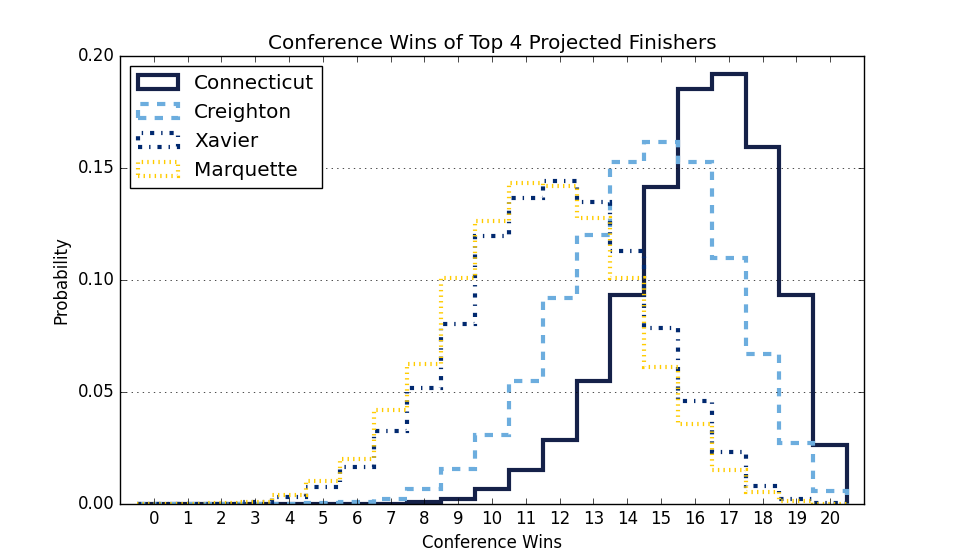 Conference Wins of Top 4 Projected Finishers
Connecticut
Creighton
Xavier
Marquette
0.20
0.15
0.10
0.05
0.00
Probability
0 1 2 3 4 5 6 7 8 9 10 11 12 13 14 15 16 17 18 19 20
Conference Wins